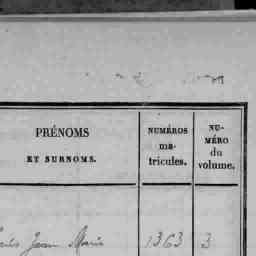 PRÉNOMS
ET SURNOMS.
NUMÉROS
ma-
tricules.
NU-
MÉRO
du
volume.
Jean Marie 1363 3